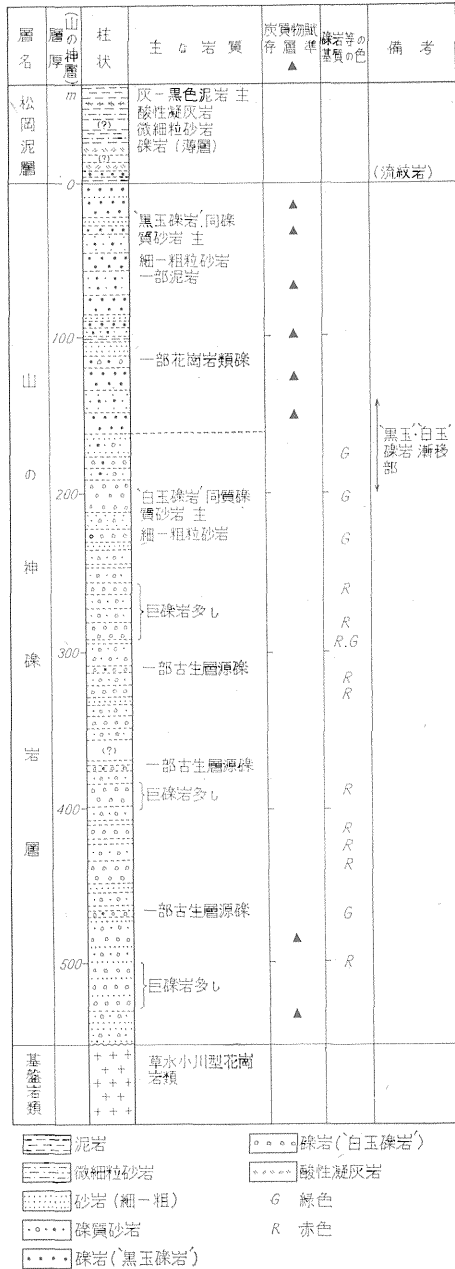 層名
層厚(山の神層)
柱状
主な岩質
炭質物賦存層準
▲
礫岩等の基質の色
備考
m
松岡泥層
灰－黒色泥岩 主
酸性凝灰岩
微細粒砂岩
礫岩(薄層)
(?)
(?)
(流紋岩)
0
山の神礫岩層
'黒玉礫岩',同礫
質砂岩 主
細－粗粒砂岩
一部泥岩
100
一部花崗岩類礫
'黒玉'・'白玉'
礫岩 漸移
部
G
200
G
'白玉礫岩',同質礫
質砂岩 主
細－粗粒砂岩
G
R
巨礫岩多し
R
R.G
300
一部古生層源礫
R
R
(?)
一部古生層源礫
巨礫岩多し
R
400
R
R
R
一部古生層源礫
G
500
R
巨礫岩多し
基盤岩類
草水小川型花崗
岩類
泥岩
微細粒砂岩
砂岩(細－粗)
礫質砂岩
礫岩('黒玉礫岩')
礫岩('白玉礫岩')
酸性凝灰岩
G 緑色
R 赤色